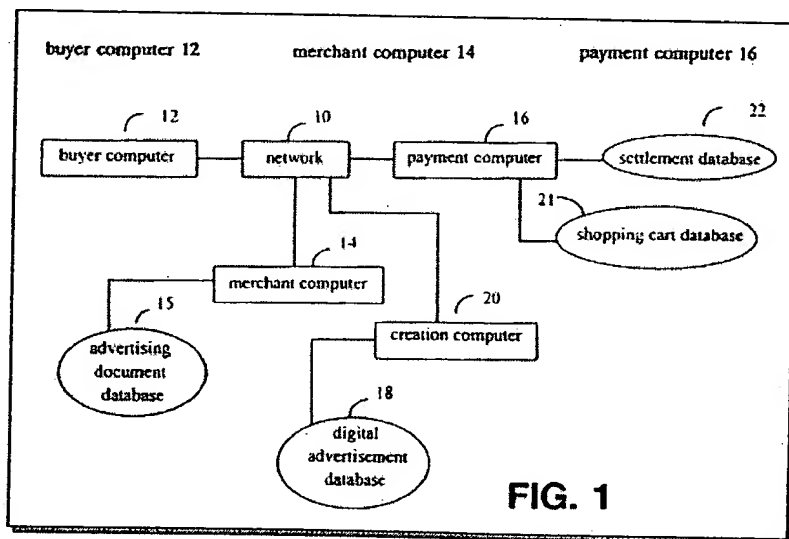 buyer computer 12 merchant computer 14 payment computer 16
12 10 16 22
buyer computer network payment computer settlement database
21
shopping cart database
14
merchant computer
15 20
advertising
document
database
creation computer
18
digital
advertisement
database
FIG. 1